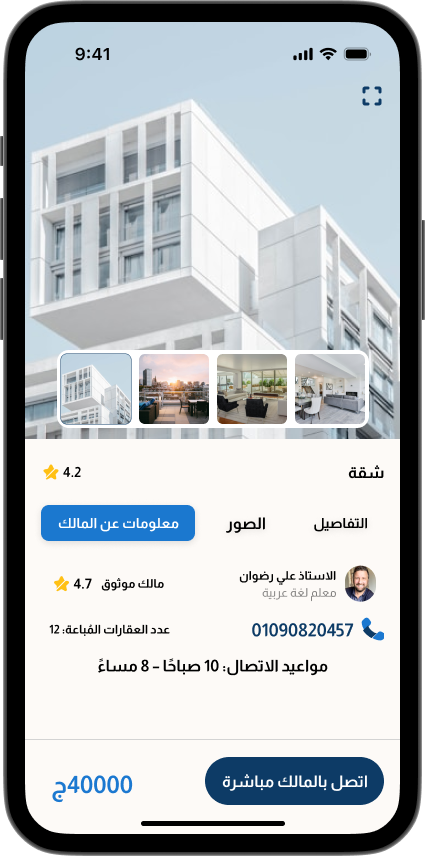 9:41
شقة
4.2
التفاصيل
الصور
معلومات عن المالك
الاستاذ علي رضوان
معلم لغة عربية
مالك موثوق
4.7
01090820457
عدد العقارات المُباعة: 12
مواعيد الاتصال: 10 صباحًا – 8 مساءً
اتصل بالمالك مباشرة
40000ج